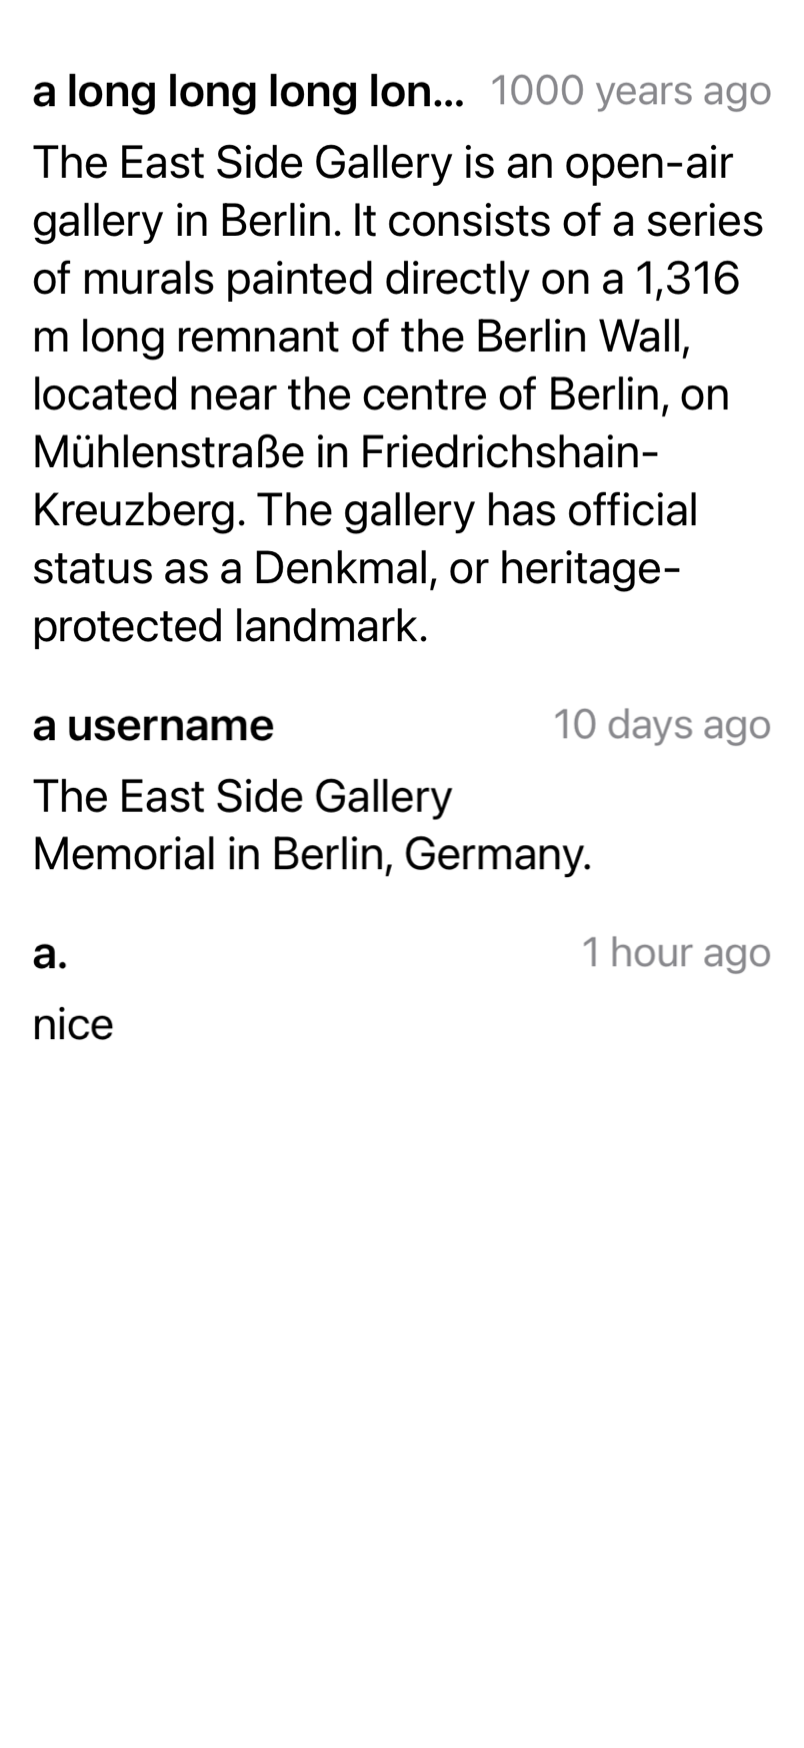 a long long long lon... 1000 years ago
The East Side Gallery is an open-air
gallery in Berlin. It consists of a series
of murals painted directly on a 1,316
m long remnant of the Berlin Wall,
located near the centre of Berlin, on
Mühlenstraße in Friedrichshain-
Kreuzberg. The gallery has official
status as a Denkmal, or heritage-
protected landmark.
a username 10 days ago
The East Side Gallery
Memorial in Berlin, Germany.
a. 1 hour ago
nice